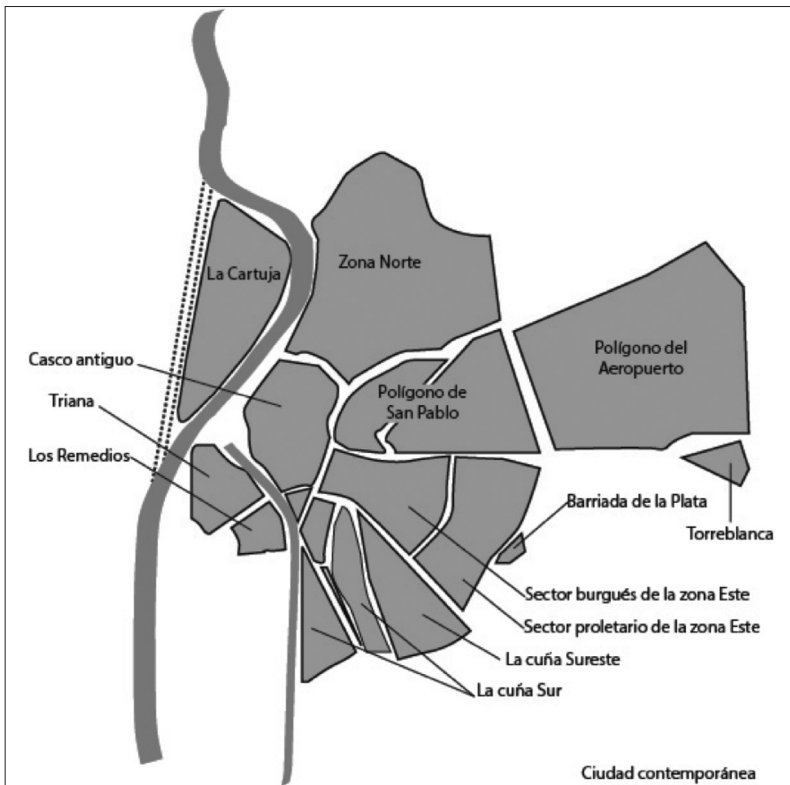 La Cartuja
Zona Norte
Polígono del
Aeropuerto
Casco antiguo
Triana
Polígono de
San Pablo
Los Remedios
Barriada de la Plata
Torreblanca
Sector burgués de la zona Este
Sector proletario de la zona Este
La cuña Sureste
La cuña Sur
Ciudad contemporánea